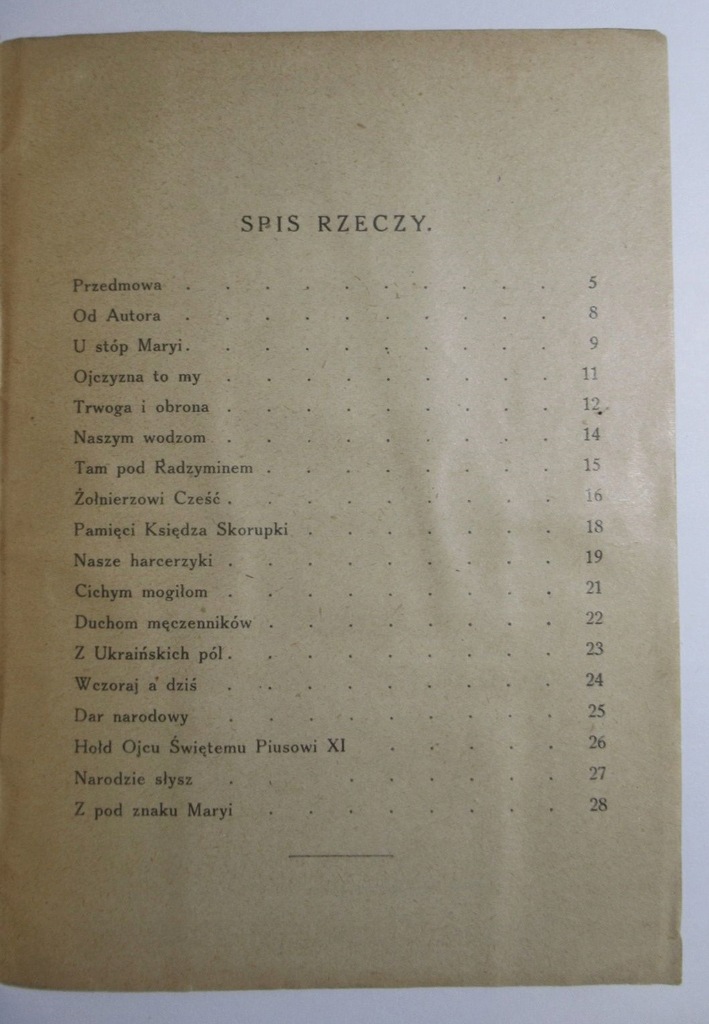 SPIS RZECZY.
Przedmowa . . . . . . . . . . 5
Od Autora . . . . . . . . . . 8
U stóp Maryi . . . . . . . . . . 9
Ojczyzna to my . . . . . . . . . 11
Trwoga i obrona . . . . . . . . . 12
Naszym wodzom . . . . . . . . . 14
Tam pod Radzyminem . . . . . . . . 15
Żołnierzowi Cześć . . . . . . . . . 16
Pamięci Księdza Skorupki . . . . . . . 18
Nasze harcerzyki . . . . . . . . . 19
Cichym mogiłom . . . . . . . . . 21
Duchom męczenników . . . . . . . . 22
Z Ukraińskich pól . . . . . . . . . 23
Wczoraj a dziś . . . . . . . . . 24
Dar narodowy . . . . . . . . . 25
Hołd Ojcu Świętemu Piusowi XI . . . . . 26
Narodzie słysz . . . . . . . . 27
Z pod znaku Maryi . . . . . . . . 28